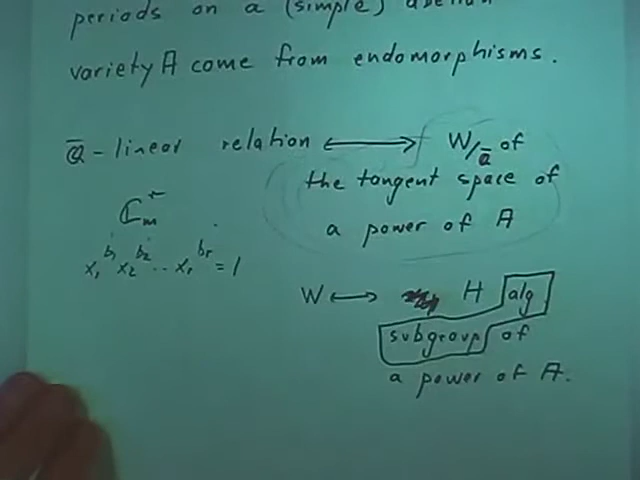 periods on a (simple) abelian
variety A come from endomorphisms.
Q̅ - linear relation ⟷ W/Q̅ of
the tangent space of
a power of A
x₁^b₁ x₂^b₂ ·· xᵣ^bᵣ = 1
W ⟷ H alg
subgroup of
a power of A.